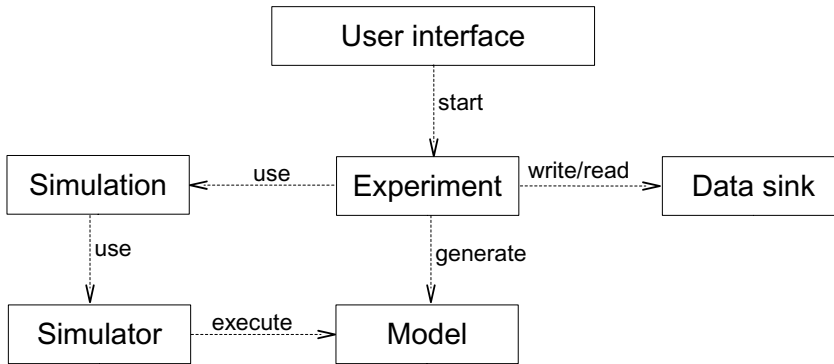 User interface
start
Simulation
use
Experiment
write/read
Data sink
use
generate
Simulator
execute
Model